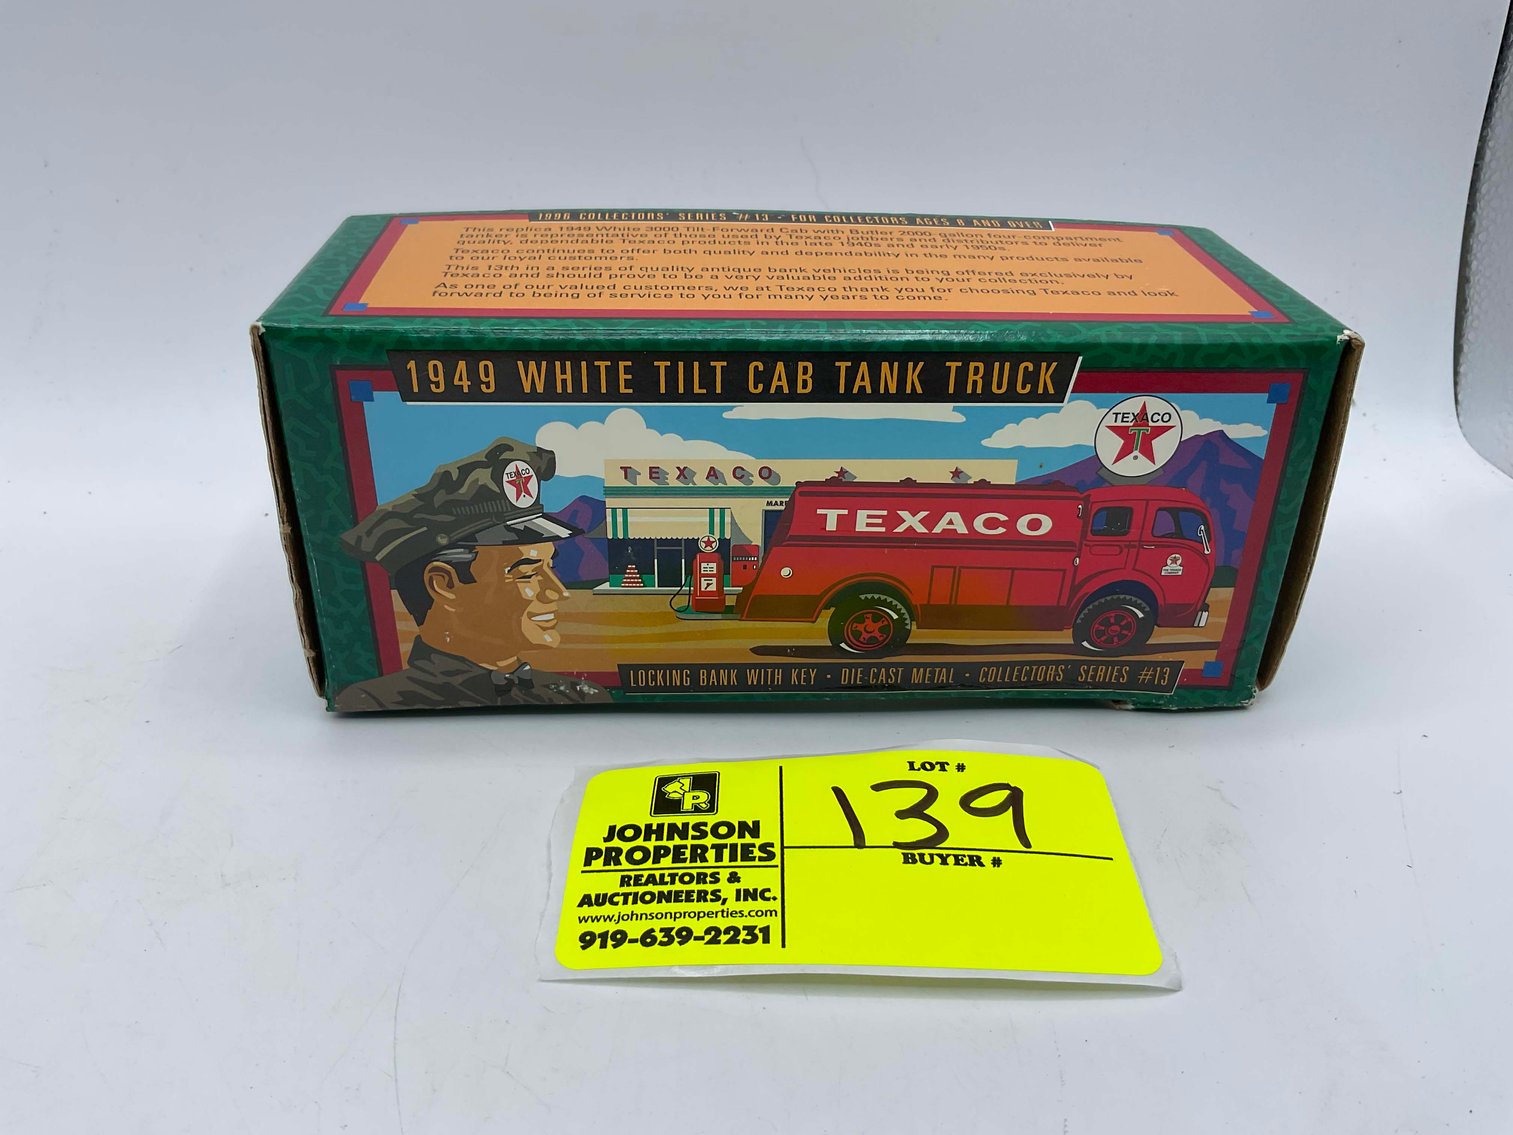 1996 COLLECTORS' SERIES #13 - FOR COLLECTORS AGES 8 AND OVER
This replica 1949 White 3000 Tilt-Forward Cab with Butler 2000-gallon four-compartment
tanker is representative of those used by Texaco jobbers and distributors to deliver
quality, dependable Texaco products in the late 1940s and early 1950s.
Texaco continues to offer both quality and dependability in the many products available
to our loyal customers.
This 13th in a series of quality antique bank vehicles is being offered exclusively by
Texaco and should prove to be a very valuable addition to your collection.
As one of our valued customers, we at Texaco thank you for choosing Texaco and look
forward to being of service to you for many years to come.
1949 WHITE TILT CAB TANK TRUCK
TEXACO
T
TEXACO
TEXACO
T
MAR
TEXACO
LOCKING BANK WITH KEY · DIE-CAST METAL · COLLECTORS' SERIES #13
JP
JOHNSON
PROPERTIES
REALTORS &
AUCTIONEERS, INC.
www.johnsonproperties.com
919-639-2231
LOT #
139
BUYER #